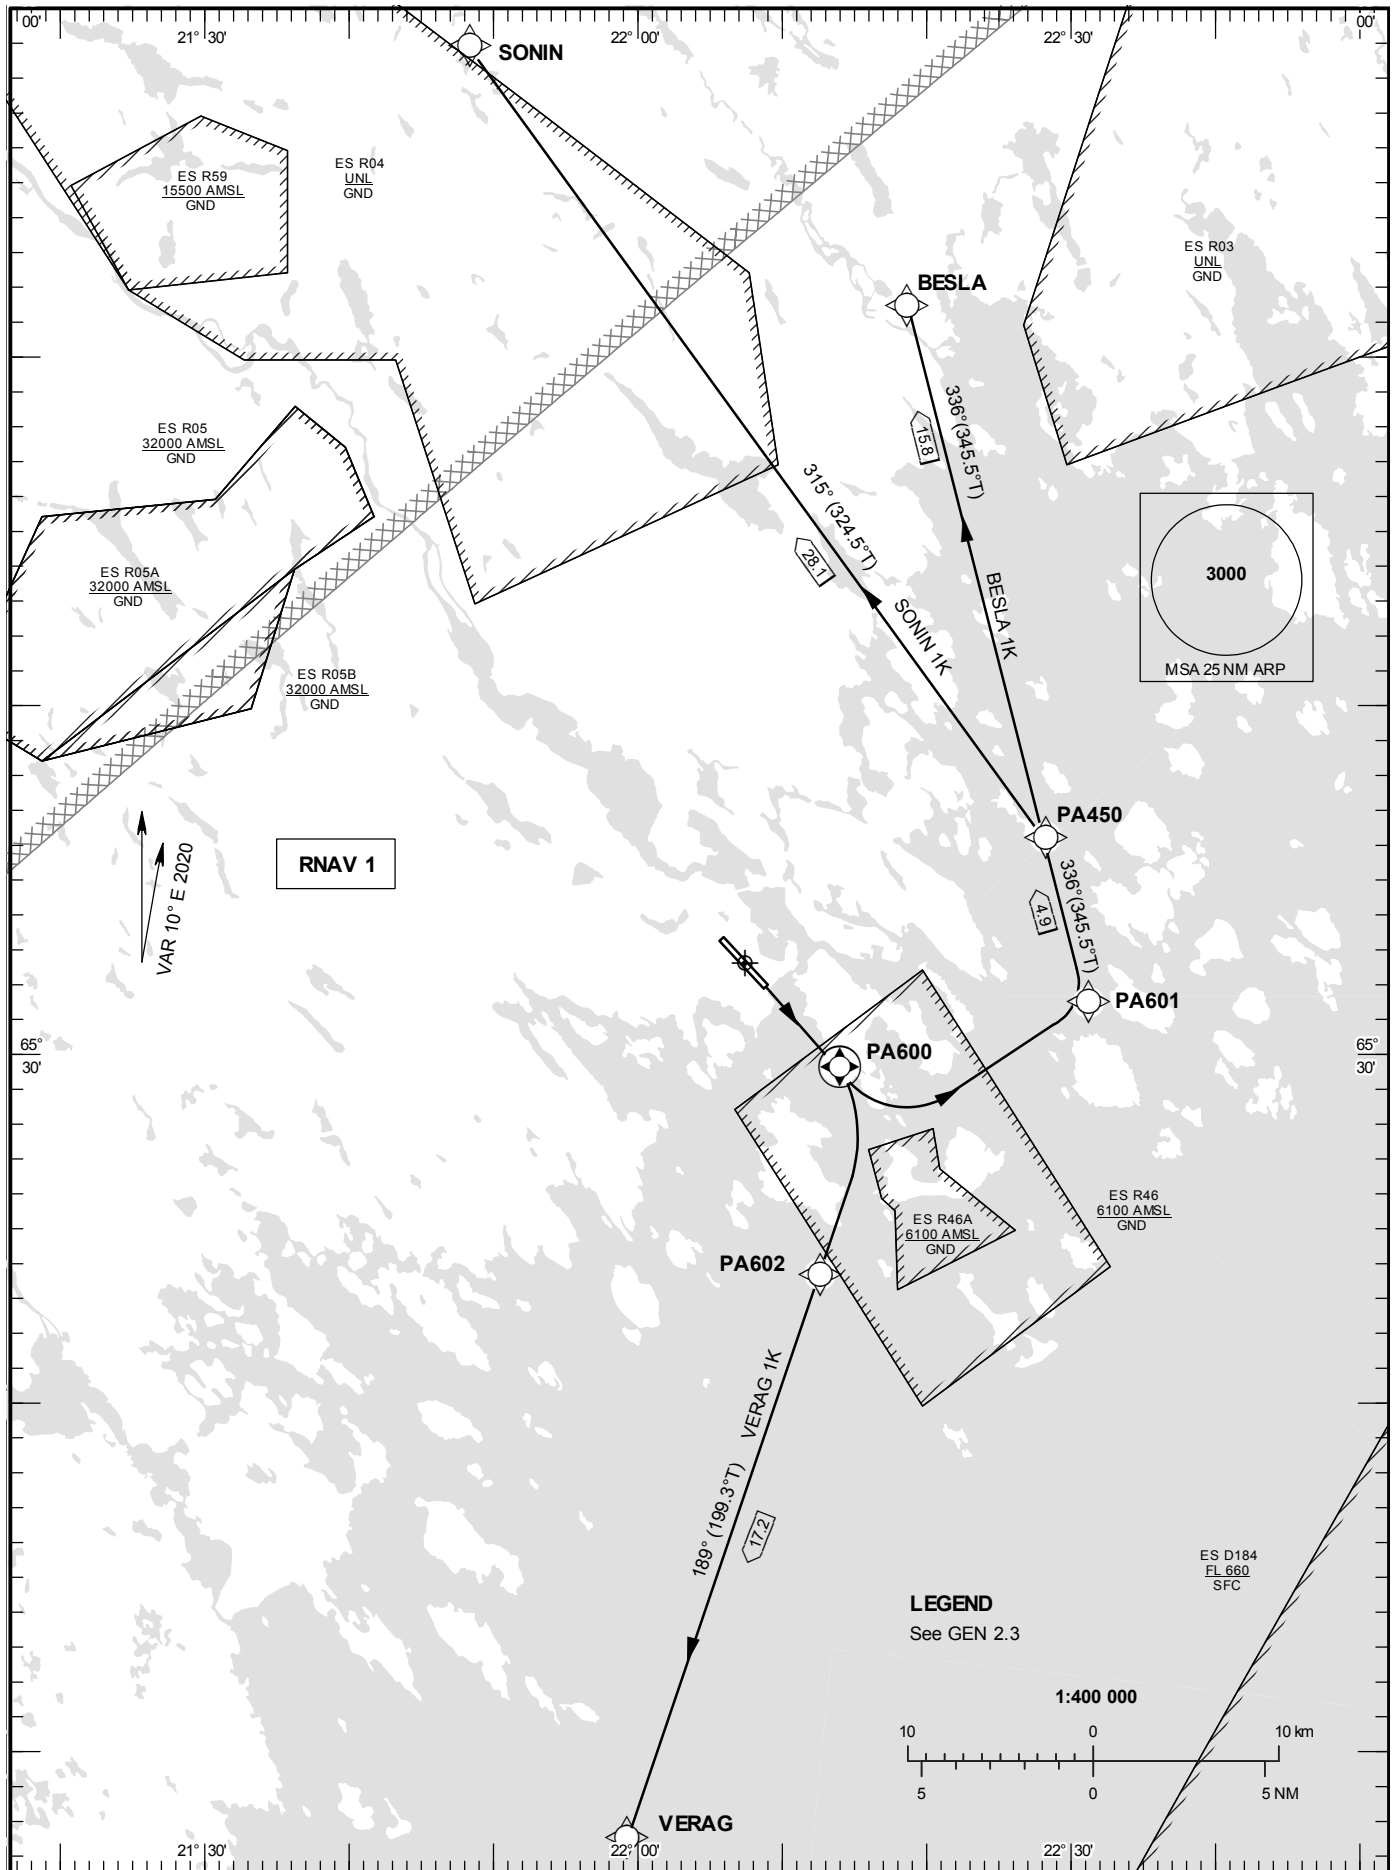 00'
21° 30'
22° 00'
22° 30'
00'
SONIN
ES R59
15500 AMSL
GND
ES R04
UNL
GND
ES R03
UNL
GND
BESLA
336°(345.5°T)
15.8
ES R05
32000 AMSL
GND
315° (324.5°T)
28.1
3000
MSA 25 NM ARP
ES R05A
32000 AMSL
GND
SONIN 1K
BESLA 1K
ES R05B
32000 AMSL
GND
PA450
VAR 10° E 2020
RNAV 1
336°(345.5°T)
4.9
PA601
65°
30'
PA600
65°
30'
ES R46
6100 AMSL
GND
ES R46A
6100 AMSL
GND
PA602
VERAG 1K
189° (199.3°T)
17.2
ES D184
FL 660
SFC
LEGEND
See GEN 2.3
1:400 000
10 0 10 km
5 0 5 NM
VERAG
21° 30'
22° 00'
22° 30'